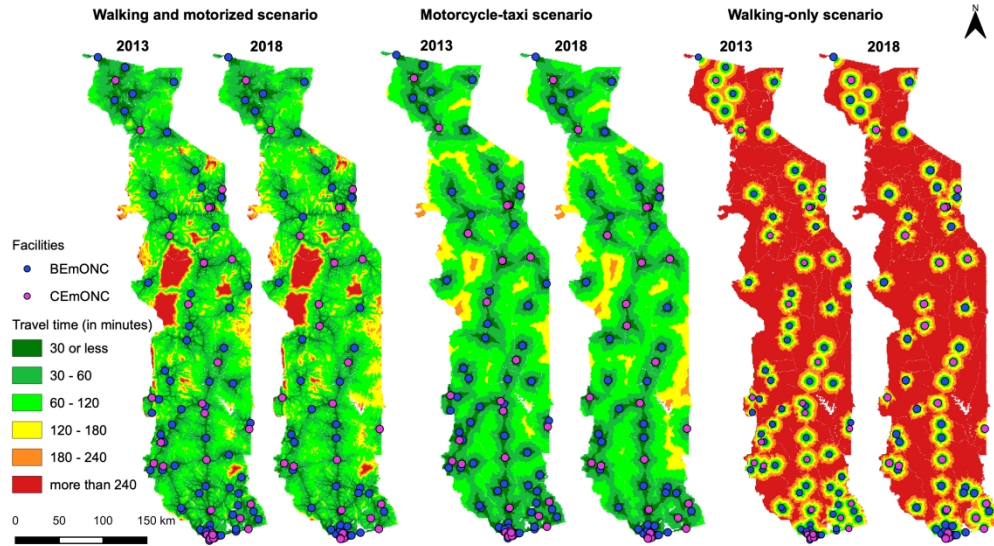 Walking and motorized scenario
Motorcycle-taxi scenario
Walking-only scenario
N
2013
2018
2013
2018
2013
2018
Facilities
BEmONC
CEmONC
Travel time (in minutes)
30 or less
30 - 60
60 - 120
120 - 180
180 - 240
more than 240
0 50 100 150 km